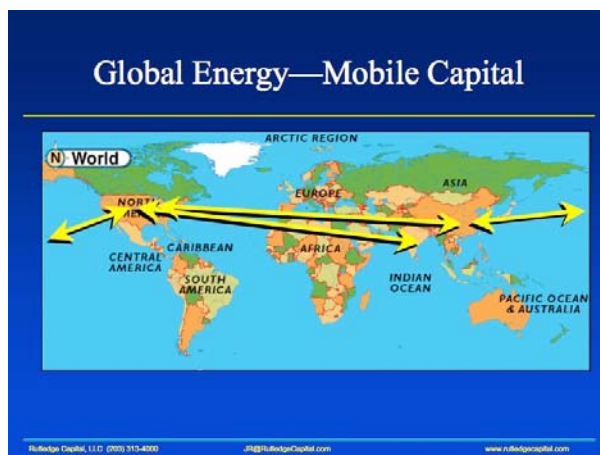 Global Energy—Mobile Capital
ARCTIC REGION
N World
ASIA
EUROPE
NORTH
CARIBBEAN
AFRICA
CENTRAL
AMERICA
INDIAN
OCEAN
SOUTH
AMERICA
PACIFIC OCEAN
& AUSTRALIA
Rutledge Capital, LLC (203) 313-4000 JR@RutledgeCapital.com www.rutledgecapital.com